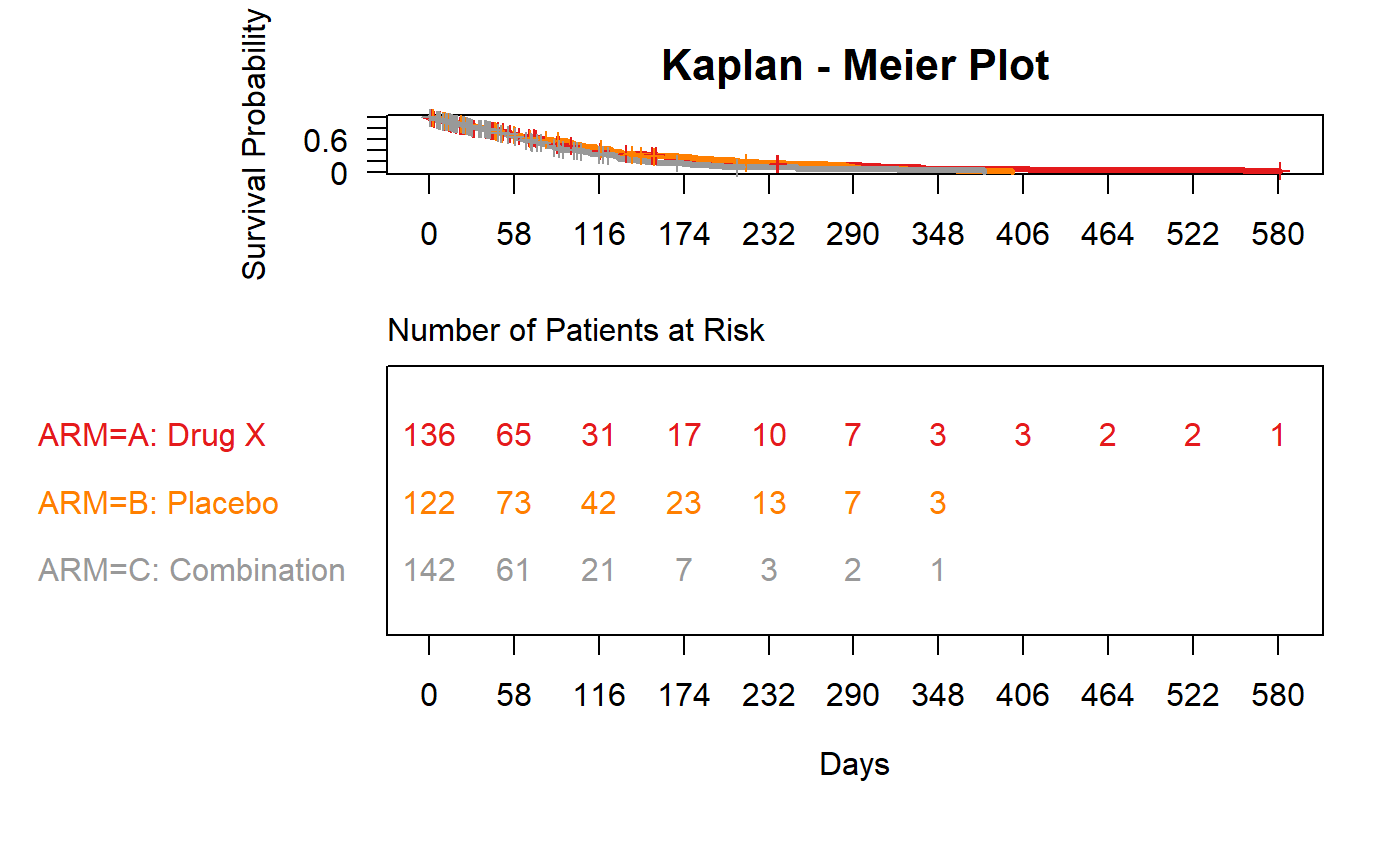 Kaplan - Meier Plot
Survival Probability
0.6
0
0 58 116 174 232 290 348 406 464 522 580
Number of Patients at Risk
ARM=A: Drug X 136 65 31 17 10 7 3 3 2 2 1
ARM=B: Placebo 122 73 42 23 13 7 3
ARM=C: Combination 142 61 21 7 3 2 1
0 58 116 174 232 290 348 406 464 522 580
Days